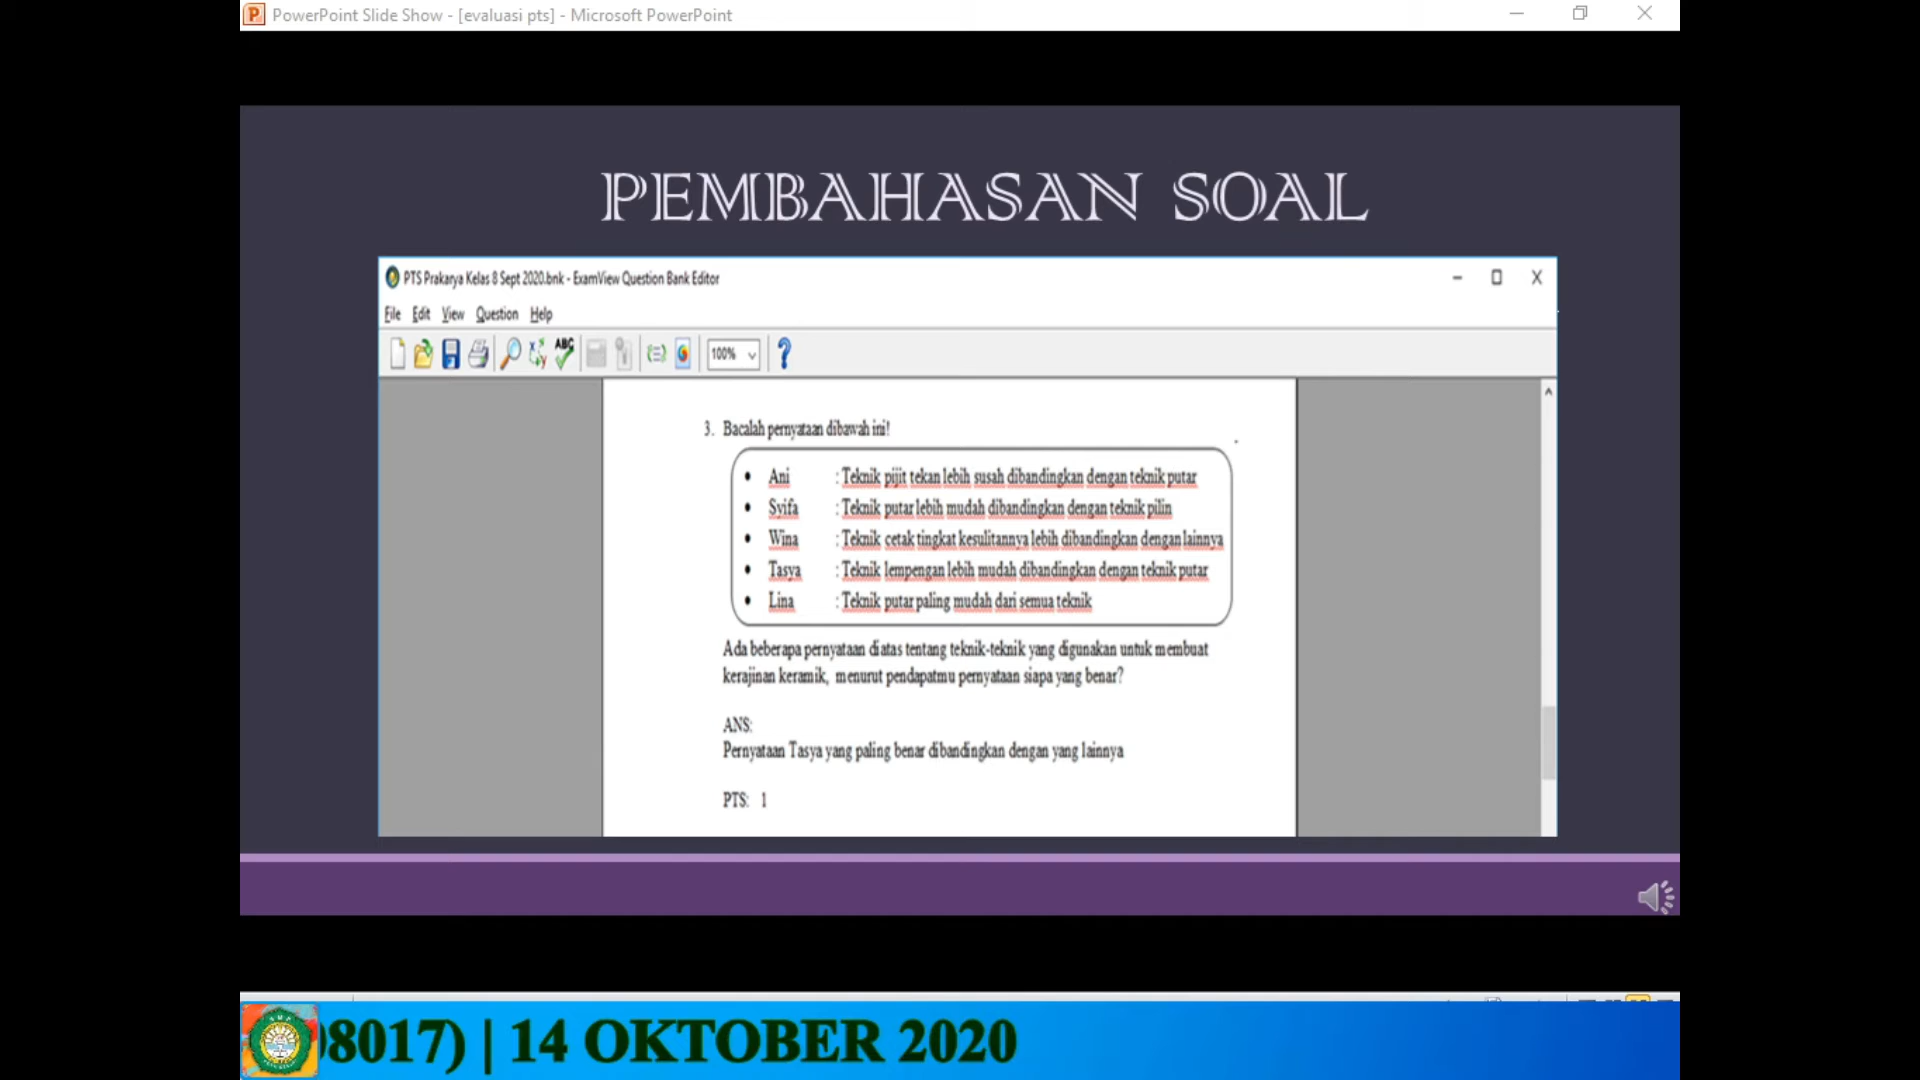 PowerPoint Slide Show - [evaluasi pts] - Microsoft PowerPoint
PEMBAHASAN SOAL
PTS Prakarya Kelas 8 Sept 2020.bnk - ExamView Question Bank Editor
File Edit View Question Help
ABC
100%
3. Bacalah pernyataan dibawah ini!
• Ani : Teknik pijit tekan lebih susah dibandingkan dengan teknik putar
• Syifa : Teknik putar lebih mudah dibandingkan dengan teknik pilin
• Wina : Teknik cetak tingkat kesulitannya lebih dibandingkan dengan lainnya
• Tasya : Teknik lempengan lebih mudah dibandingkan dengan teknik putar
• Lina : Teknik putar paling mudah dari semua teknik
Ada beberapa pernyataan diatas tentang teknik-teknik yang digunakan untuk membuat
kerajinan keramik, menurut pendapatmu pernyataan siapa yang benar?
ANS:
Pernyataan Tasya yang paling benar dibandingkan dengan yang lainnya
PTS: 1
8017) | 14 OKTOBER 2020